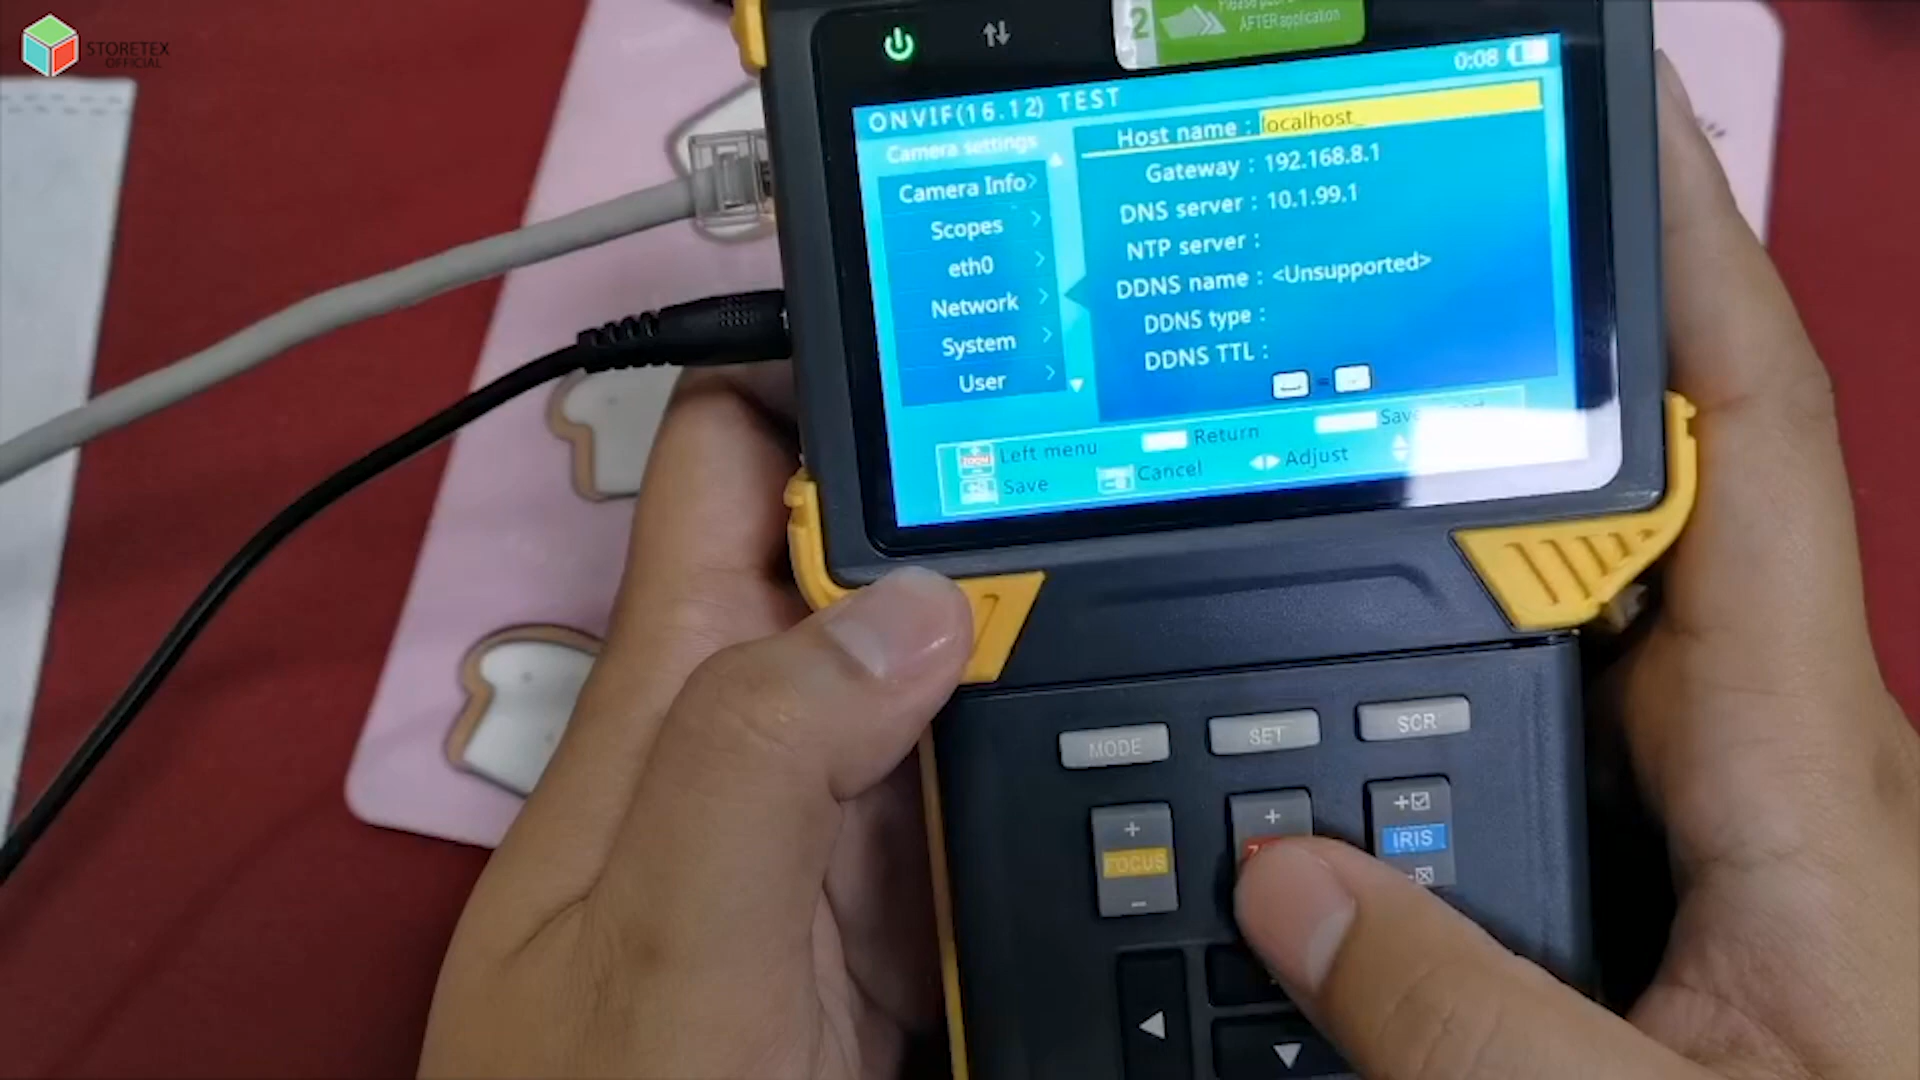 STORETEX
OFFICIAL
2
AFTER application
0:08
ONVIF(16.12) TEST
Camera settings
Camera Info
Scopes
eth0
Network
System
User
Host name : localhost_
Gateway : 192.168.8.1
DNS server : 10.1.99.1
NTP server :
DDNS name : <Unsupported>
DDNS type :
DDNS TTL :
ZOOM Left menu
Return
Save
Save
Cancel
Adjust
MODE
SET
SCR
+
FOCUS
-
+
+
IRIS